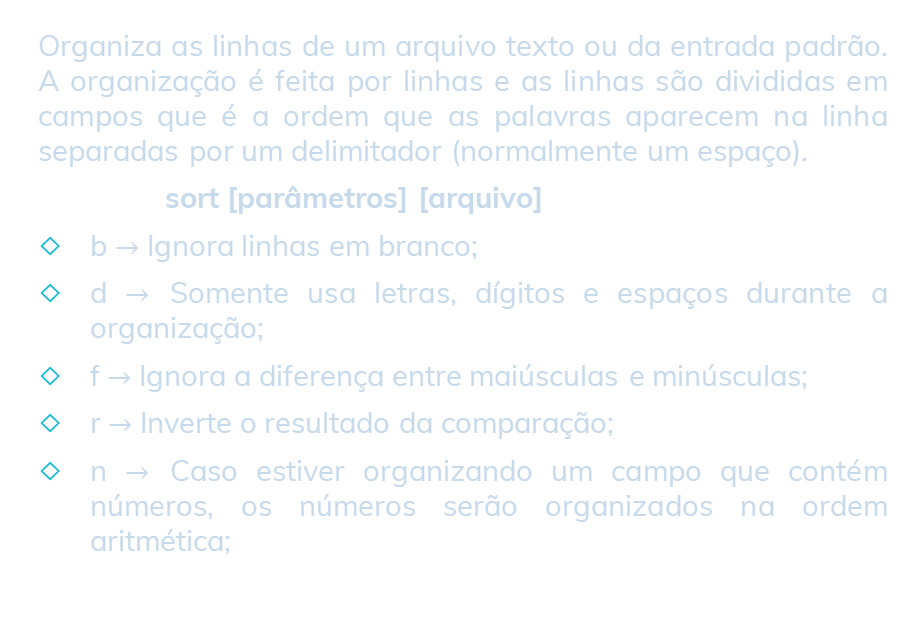 Organiza as linhas de um arquivo texto ou da entrada padrão.
A organização é feita por linhas e as linhas são divididas em
campos que é a ordem que as palavras aparecem na linha
separadas por um delimitador (normalmente um espaço).
sort [parâmetros] [arquivo]
b → Ignora linhas em branco;
d → Somente usa letras, dígitos e espaços durante a
organização;
f → Ignora a diferença entre maiúsculas e minúsculas;
r → Inverte o resultado da comparação;
n → Caso estiver organizando um campo que contém
números, os números serão organizados na ordem
aritmética;